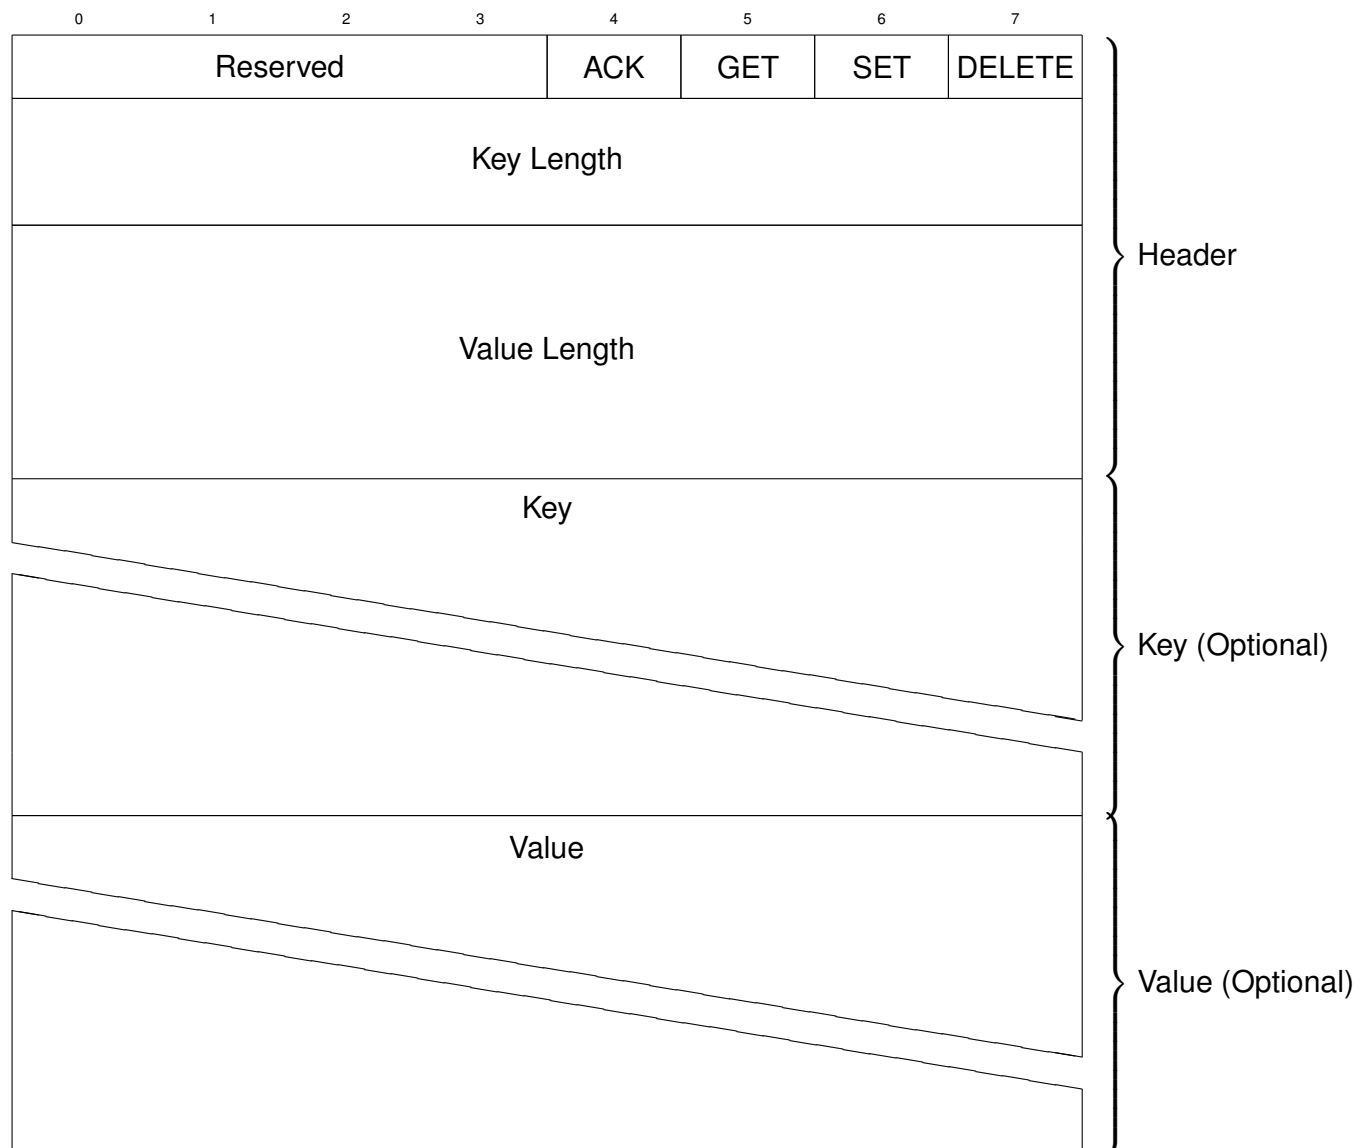 0 1 2 3 4 5 6 7
Reserved ACK GET SET DELETE
Key Length
Header
Value Length
Key
Key (Optional)
Value
Value (Optional)